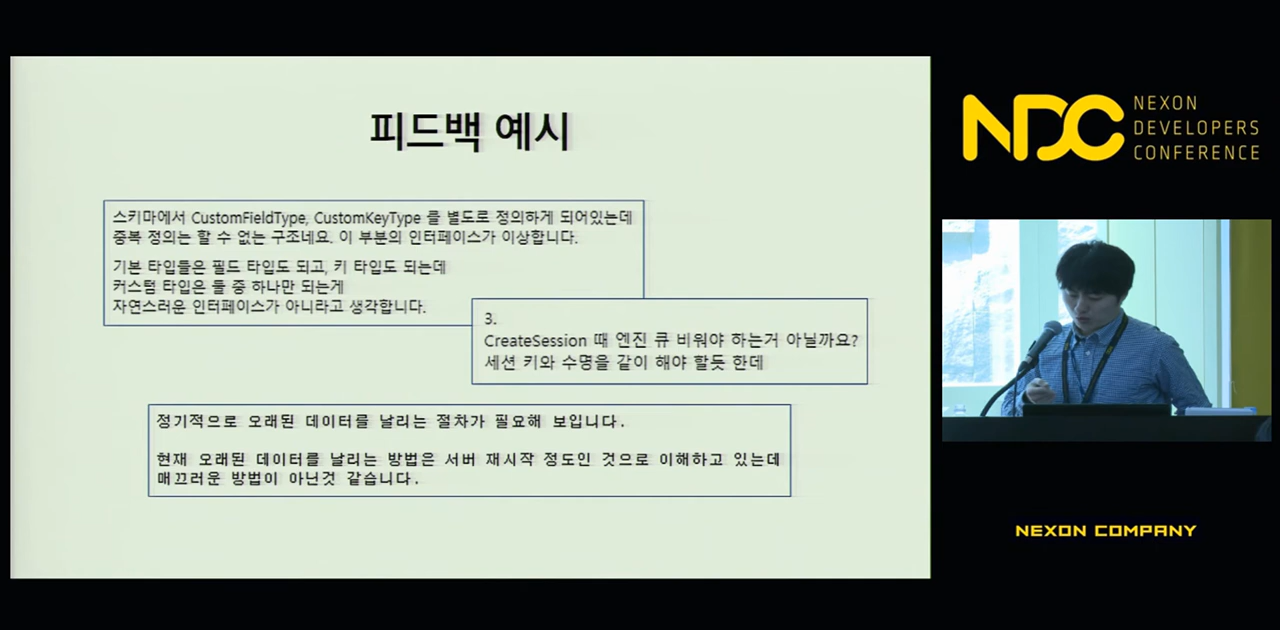 피드백 예시
스키마에서 CustomFieldType, CustomKeyType 를 별도로 정의하게 되어있는데
중복 정의는 할 수 없는 구조네요. 이 부분의 인터페이스가 이상합니다.
기본 타입들은 필드 타입도 되고, 키 타입도 되는데
커스텀 타입은 둘 중 하나만 되는게
자연스러운 인터페이스가 아니라고 생각합니다.
3.
CreateSession 때 엔진 큐 비워야 하는거 아닐까요?
세션 키와 수명을 같이 해야 할듯 한데
정기적으로 오래된 데이터를 날리는 절차가 필요해 보입니다.
현재 오래된 데이터를 날리는 방법은 서버 재시작 정도인 것으로 이해하고 있는데
매끄러운 방법이 아닌것 같습니다.
NDC
NEXON
DEVELOPERS
CONFERENCE
NEXON COMPANY